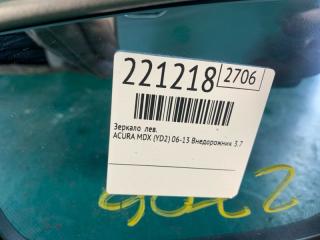 221218 2706
Зеркало лев.
ACURA MDX (YD2) 06-13 Внедорожник 3.7